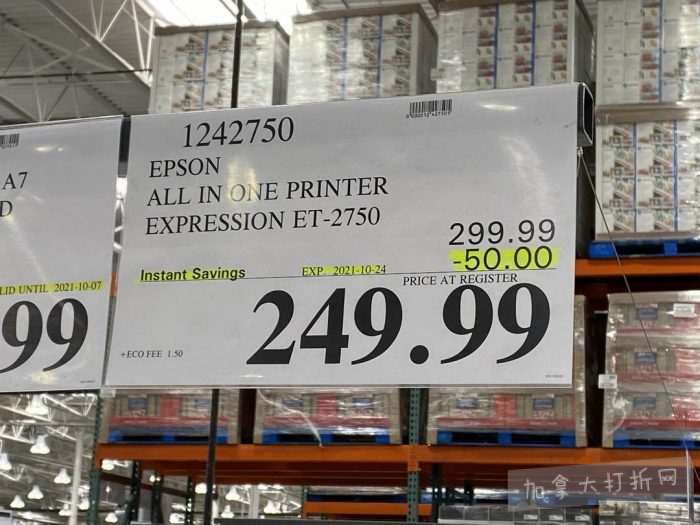 A7
D
LID UNTIL 2021-10-07
99
1242750
EPSON
ALL IN ONE PRINTER
EXPRESSION ET-2750
299.99
-50.00
Instant Savings EXP 2021-10-24
PRICE AT REGISTER
249.99
+ECO FEE 1.50
加拿大打折网